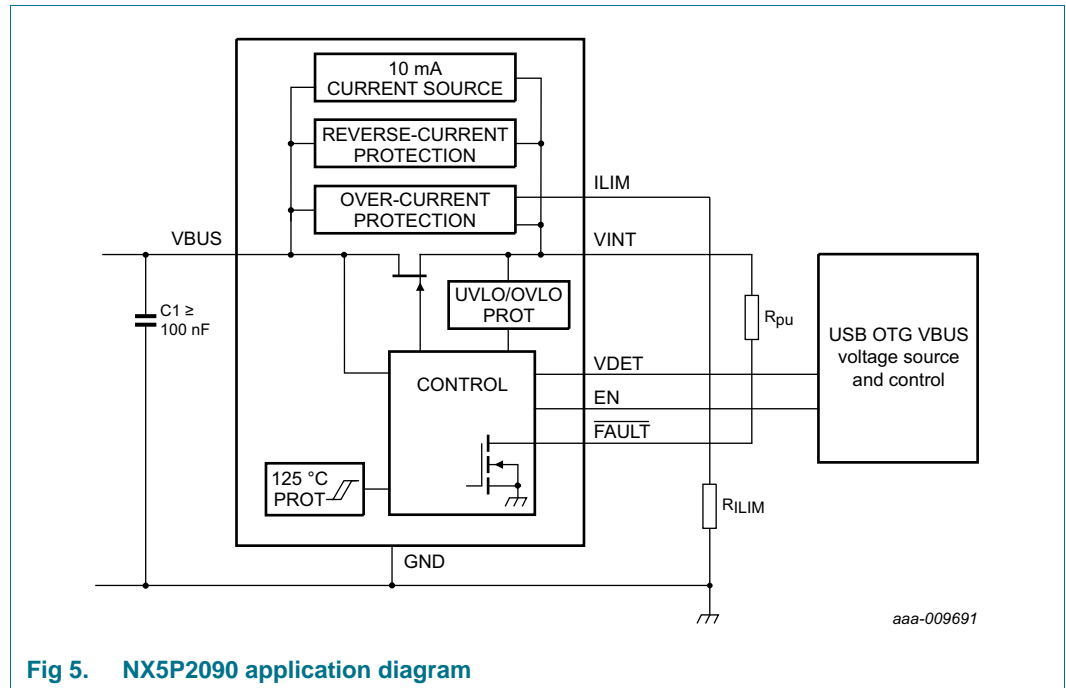 10 mA
CURRENT SOURCE
REVERSE-CURRENT
PROTECTION
OVER-CURRENT
PROTECTION
ILIM
VBUS
VINT
C1 ≥
100 nF
UVLO/OVLO
PROT
Rpu
USB OTG VBUS
voltage source
and control
CONTROL
VDET
EN
FAULT
125 °C
PROT
RILIM
GND
aaa-009691
Fig 5. NX5P2090 application diagram